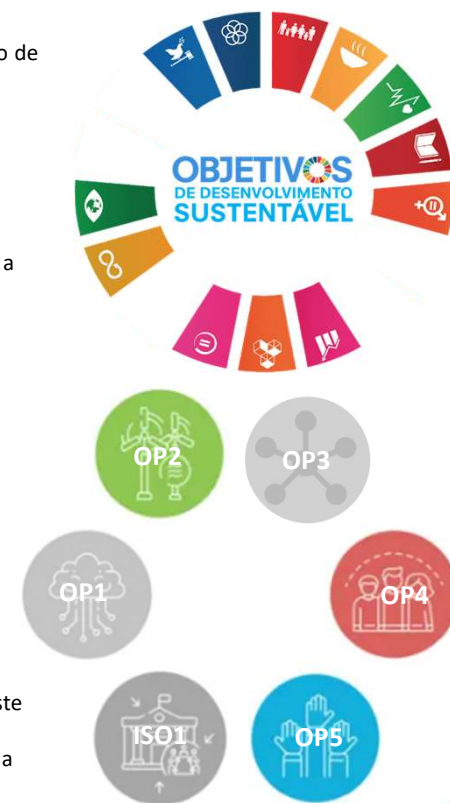 o de
OBJETIVOS
DE DESENVOLVIMENTO
SUSTENTÁVEL
a
OP2
OP3
OP1
OP4
ste
ISO1
OP5
a